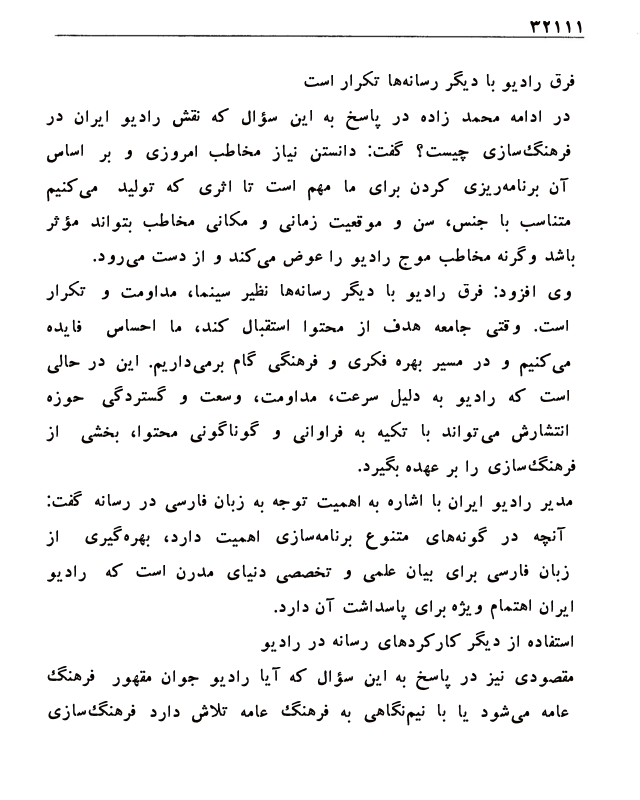 ۳۲۱۱۱
فرق رادیو با دیگر رسانه‌ها تکرار است
در ادامه محمد زاده در پاسخ به این سؤال که نقش رادیو ایران در
فرهنگ‌سازی چیست؟ گفت: دانستن نیاز مخاطب امروزی و بر اساس
آن برنامه‌ریزی کردن برای ما مهم است تا اثری که تولید می‌کنیم
متناسب با جنس، سن و موقعیت زمانی و مکانی مخاطب بتواند مؤثر
باشد وگرنه مخاطب موج رادیو را عوض می‌کند و از دست می‌رود.
وی افزود: فرق رادیو با دیگر رسانه‌ها نظیر سینما، مداومت و تکرار
است. وقتی جامعه هدف از محتوا استقبال کند، ما احساس فایده
می‌کنیم و در مسیر بهره فکری و فرهنگی گام برمی‌داریم. این در حالی
است که رادیو به دلیل سرعت، مداومت، وسعت و گستردگی حوزه
انتشارش می‌تواند با تکیه به فراوانی و گوناگونی محتوا، بخشی از
فرهنگ‌سازی را بر عهده بگیرد.
مدیر رادیو ایران با اشاره به اهمیت توجه به زبان فارسی در رسانه گفت:
آنچه در گونه‌های متنوع برنامه‌سازی اهمیت دارد، بهره‌گیری از
زبان فارسی برای بیان علمی و تخصصی دنیای مدرن است که رادیو
ایران اهتمام ویژه برای پاسداشت آن دارد.
استفاده از دیگر کارکردهای رسانه در رادیو
مقصودی نیز در پاسخ به این سؤال که آیا رادیو جوان مقهور فرهنگ
عامه می‌شود یا با نیم‌نگاهی به فرهنگ عامه تلاش دارد فرهنگ‌سازی